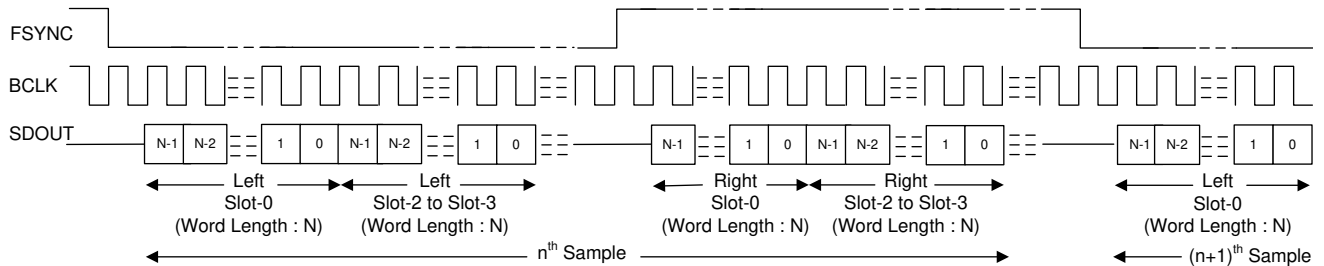 FSYNC
BCLK
SDOUT
N-1 N-2 1 0 N-1 N-2 1 0 N-1 1 0 N-1 N-2 1 0 N-1 N-2 1 0
Left Left Right Right Left
Slot-0 Slot-2 to Slot-3 Slot-0 Slot-2 to Slot-3 Slot-0
(Word Length : N) (Word Length : N) (Word Length : N) (Word Length : N) (Word Length : N)
nth Sample (n+1)th Sample